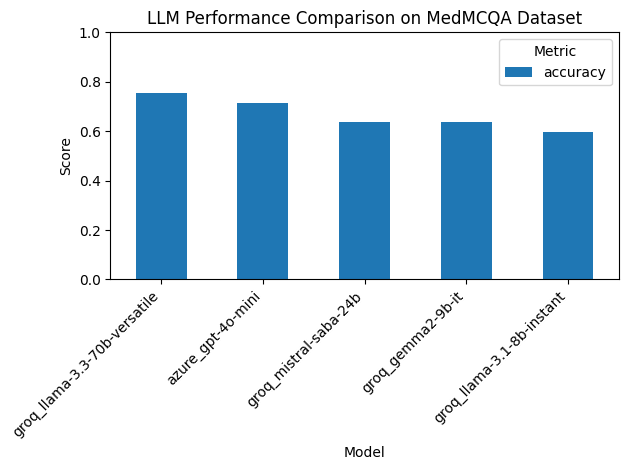 LLM Performance Comparison on MedMCQA Dataset
Metric
accuracy
Score
1.0
0.8
0.6
0.4
0.2
0.0
groq_llama-3.3-70b-versatile
azure_gpt-4o-mini
groq_mistral-saba-24b
groq_gemma2-9b-it
groq_llama-3.1-8b-instant
Model